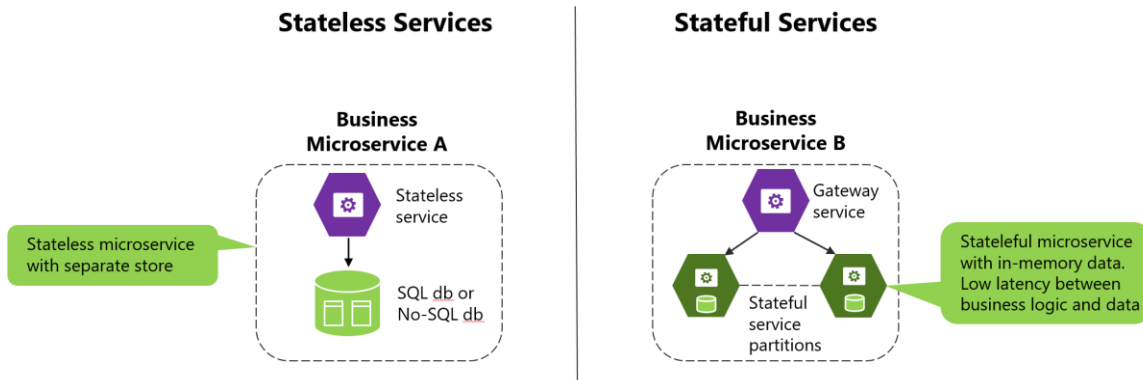 Stateless Services
Stateful Services
Business
Microservice A
Stateless
service
SQL db or
No-SQL db
Stateless microservice
with separate store
Business
Microservice B
Gateway
service
Stateful
service
partitions
Stateleful microservice
with in-memory data.
Low latency between
business logic and data